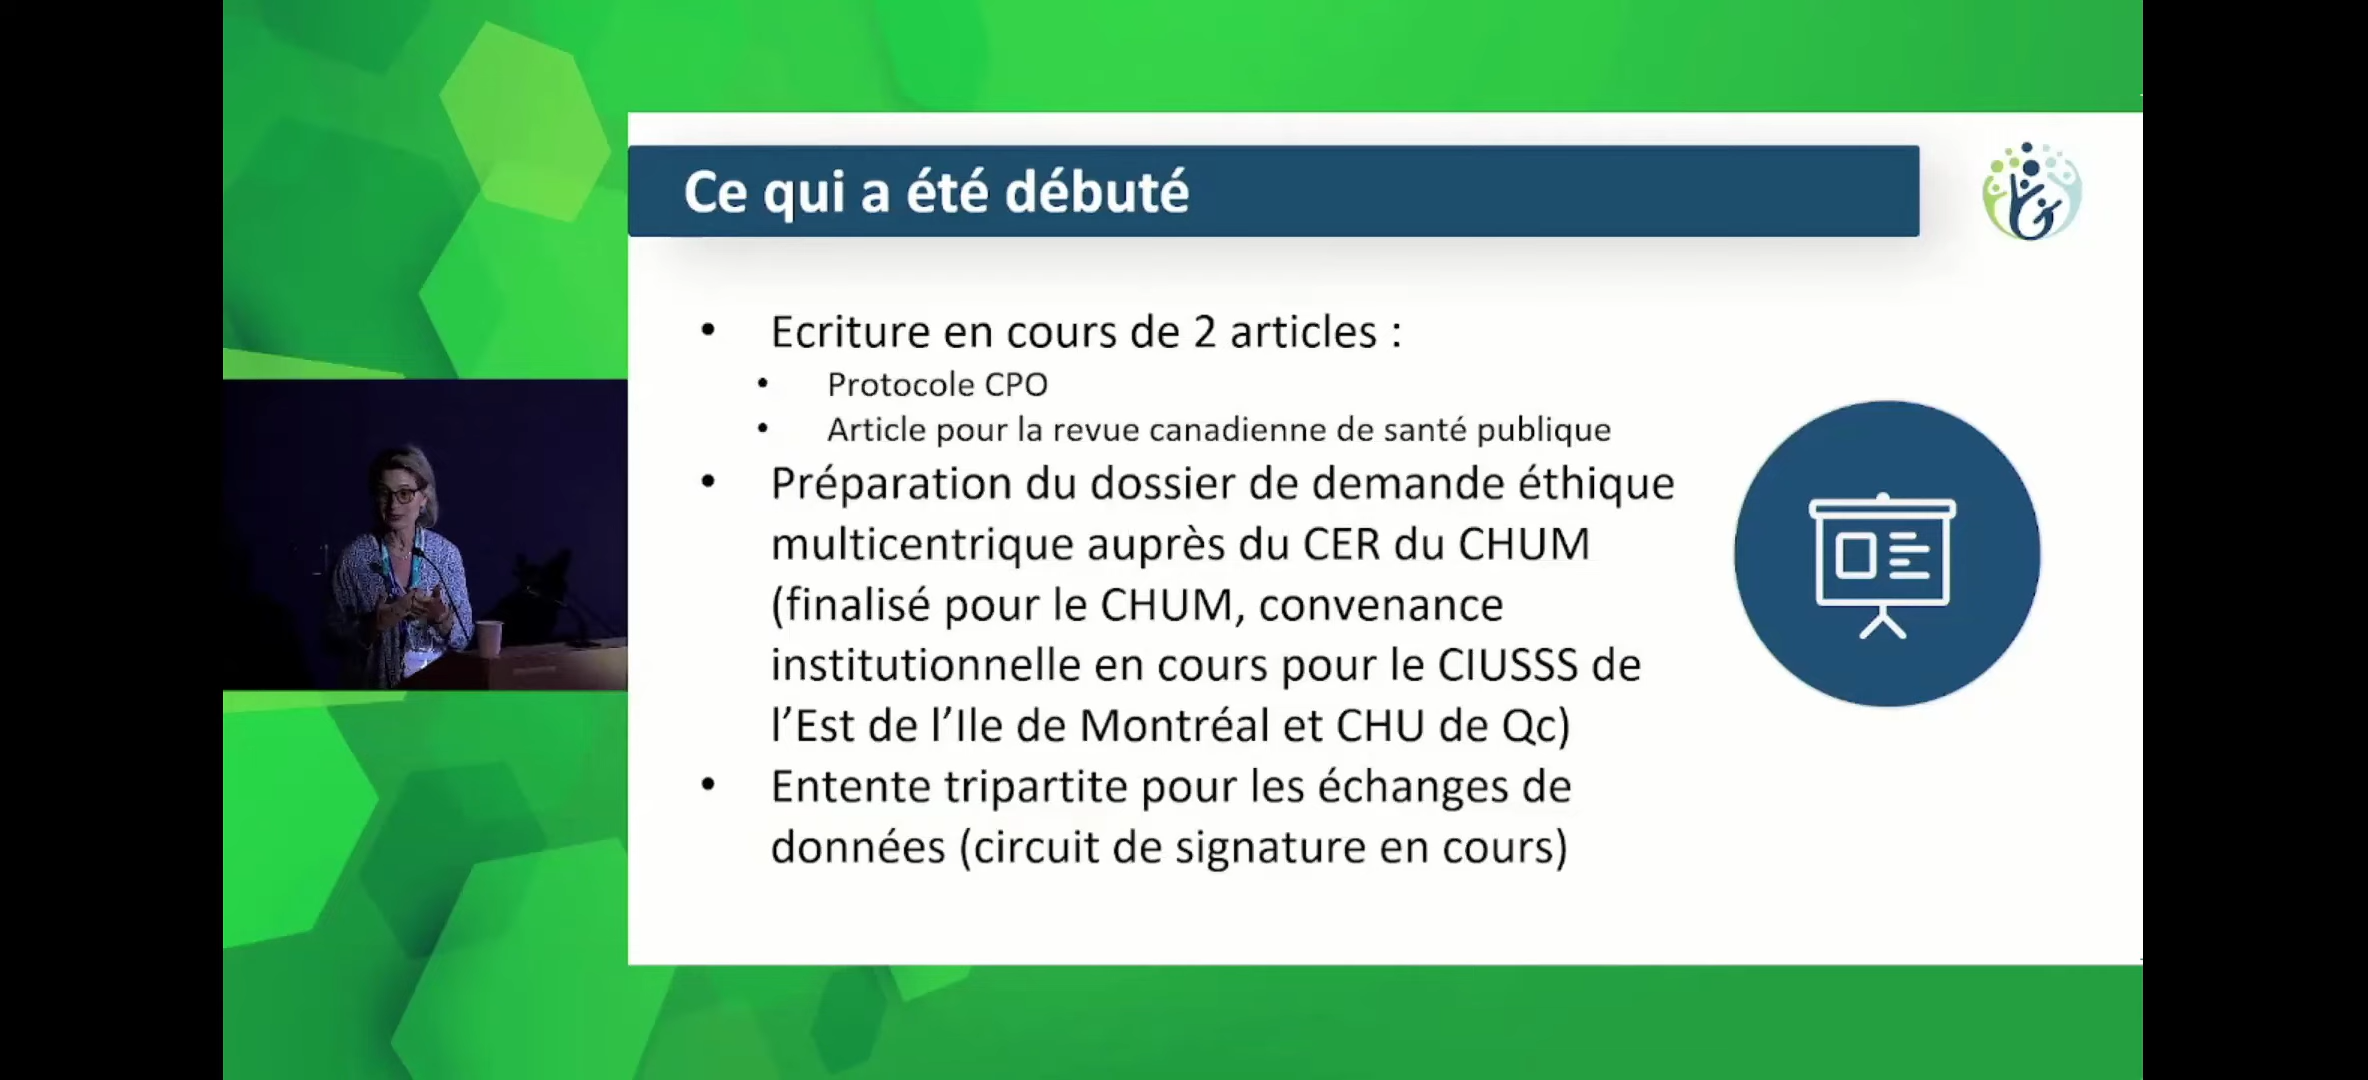 Ce qui a été débuté
• Ecriture en cours de 2 articles :
• Protocole CPO
• Article pour la revue canadienne de santé publique
• Préparation du dossier de demande éthique
multicentrique auprès du CER du CHUM
(finalisé pour le CHUM, convenance
institutionnelle en cours pour le CIUSSS de
l’Est de l’Ile de Montréal et CHU de Qc)
• Entente tripartite pour les échanges de
données (circuit de signature en cours)